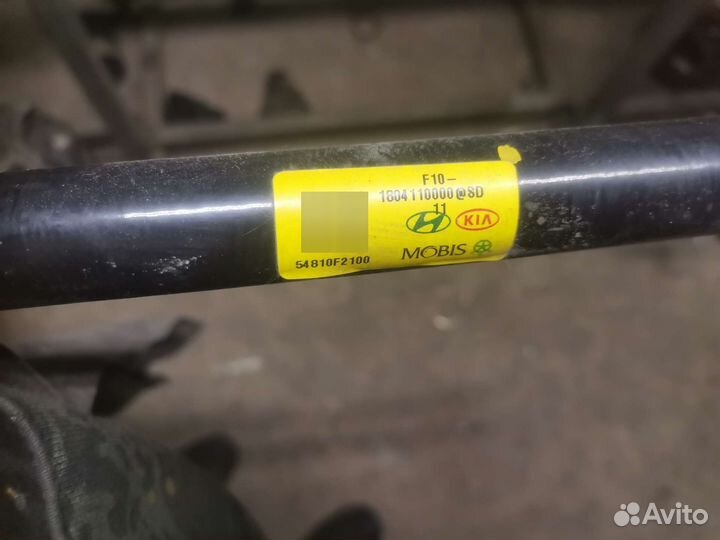 F10-
1804110000@SD
11
KIA
54810F2100
MOBIS
Avito